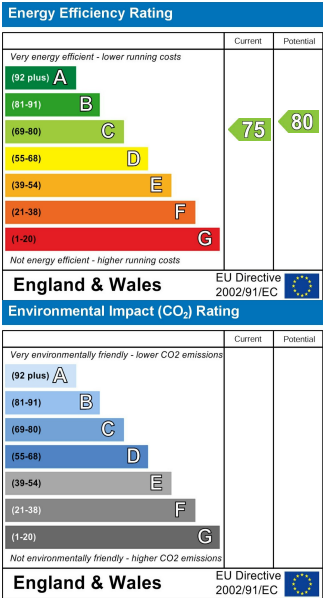 Energy Efficiency Rating
Current Potential
Very energy efficient - lower running costs
(92 plus) A
(81-91) B
(69-80) C
75 80
(55-68) D
(39-54) E
(21-38) F
(1-20) G
Not energy efficient - higher running costs
England & Wales
EU Directive
2002/91/EC
Environmental Impact (CO₂) Rating
Current Potential
Very environmentally friendly - lower CO2 emissions
(92 plus) A
(81-91) B
(69-80) C
(55-68) D
(39-54) E
(21-38) F
(1-20) G
Not environmentally friendly - higher CO2 emissions
England & Wales
EU Directive
2002/91/EC